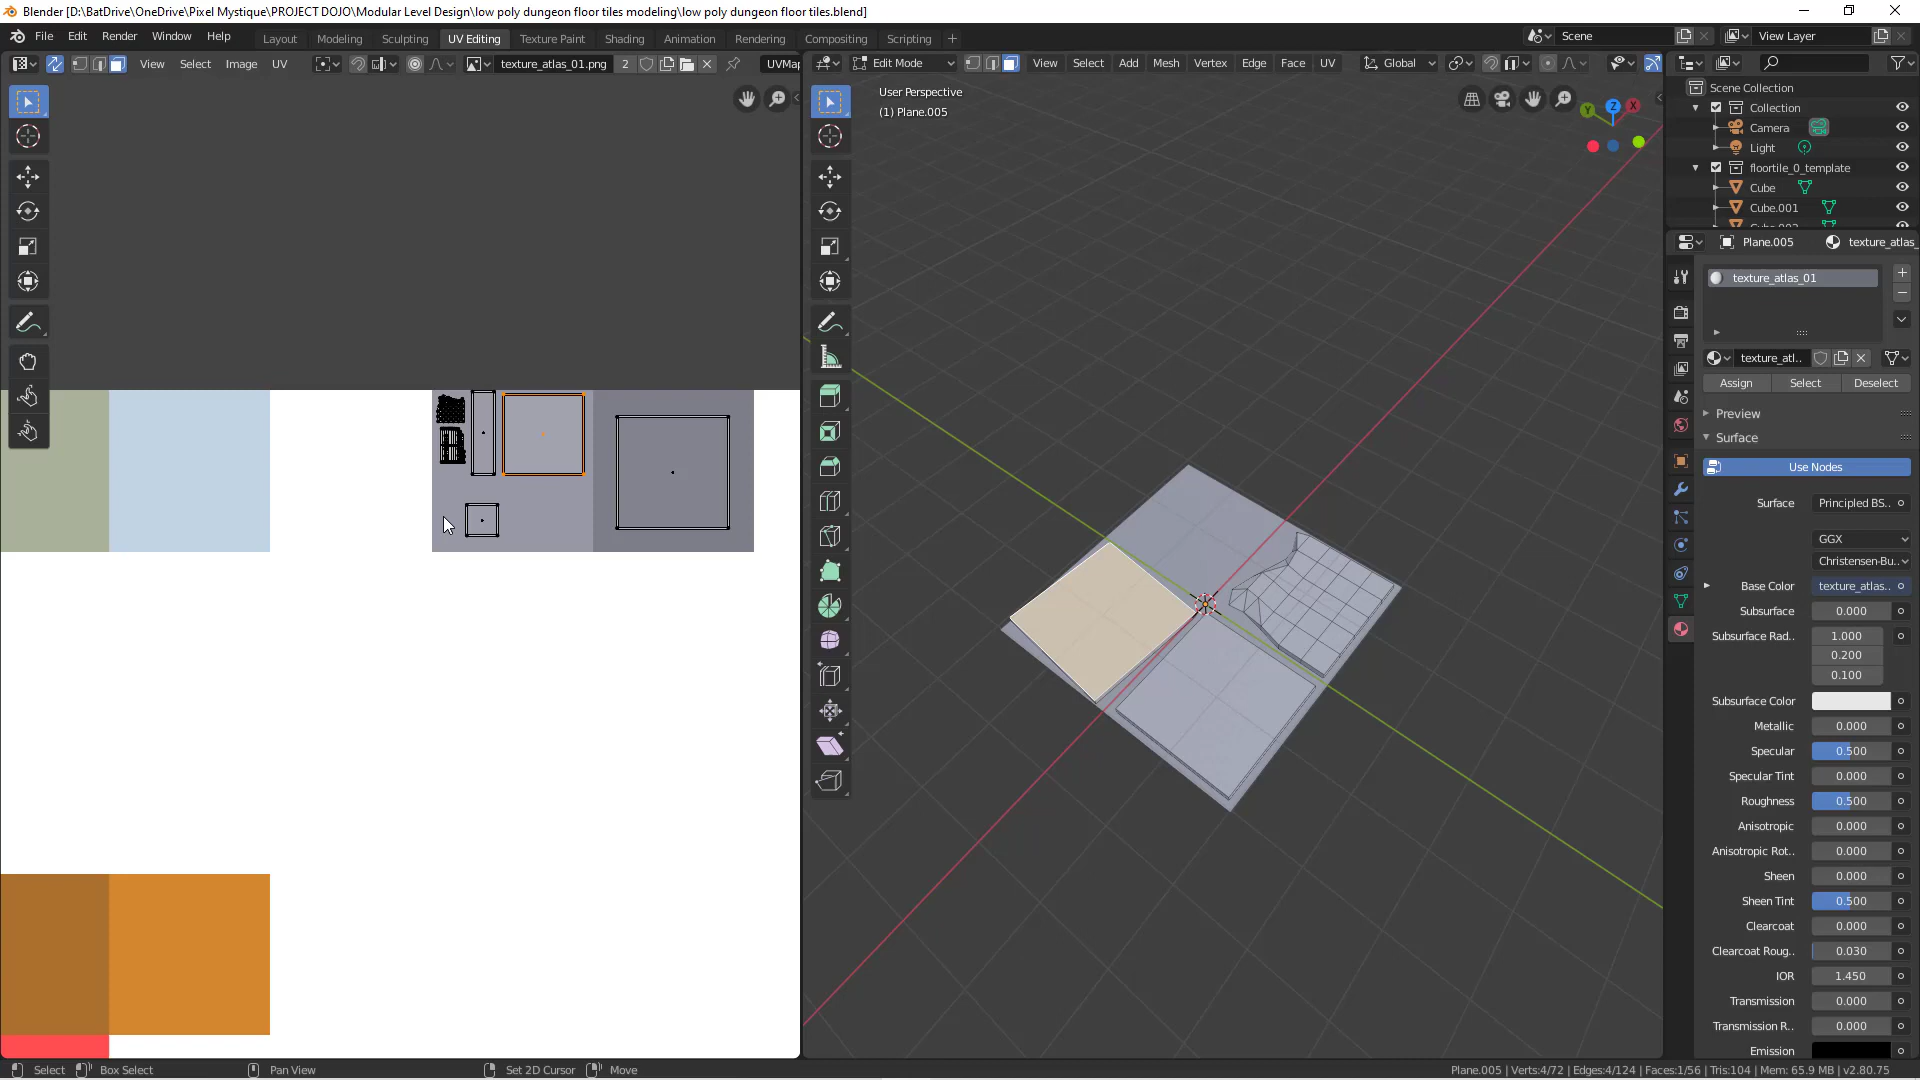 Blender [D:\BatDrive\OneDrive\Pixel Mystique\PROJECT DOJO\Modular Level Design\low poly dungeon floor tiles modeling\low poly dungeon floor tiles.blend]
File Edit Render Window Help Layout Modeling Sculpting UV Editing Texture Paint Shading Animation Rendering Compositing Scripting Scene View Layer
View Select Image UV texture_atlas_01.png 2 UVMap
Edit Mode View Select Add Mesh Vertex Edge Face UV Global
User Perspective
(1) Plane.005
X
Y
Z
Scene Collection
Collection
Camera
Light
floortile_0_template
Cube
Cube.001
Plane.005 texture_atlas_
texture_atlas_01
texture_atl..
Assign Select Deselect
Preview
Surface
Use Nodes
Surface Principled BS..
GGX
Christensen-Bu..
Base Color texture_atlas..
Subsurface 0.000
Subsurface Rad.. 1.000
0.200
0.100
Subsurface Color
Metallic 0.000
Specular 0.500
Specular Tint 0.000
Roughness 0.500
Anisotropic 0.000
Anisotropic Rot.. 0.000
Sheen 0.000
Sheen Tint 0.500
Clearcoat 0.000
Clearcoat Roug.. 0.030
IOR 1.450
Transmission 0.000
Transmission R.. 0.000
Emission
Select Box Select Pan View Set 2D Cursor Move Plane.005 | Verts:4/72 | Edges:4/124 | Faces:1/56 | Tris:104 | Mem: 65.9 MB | v2.80.75